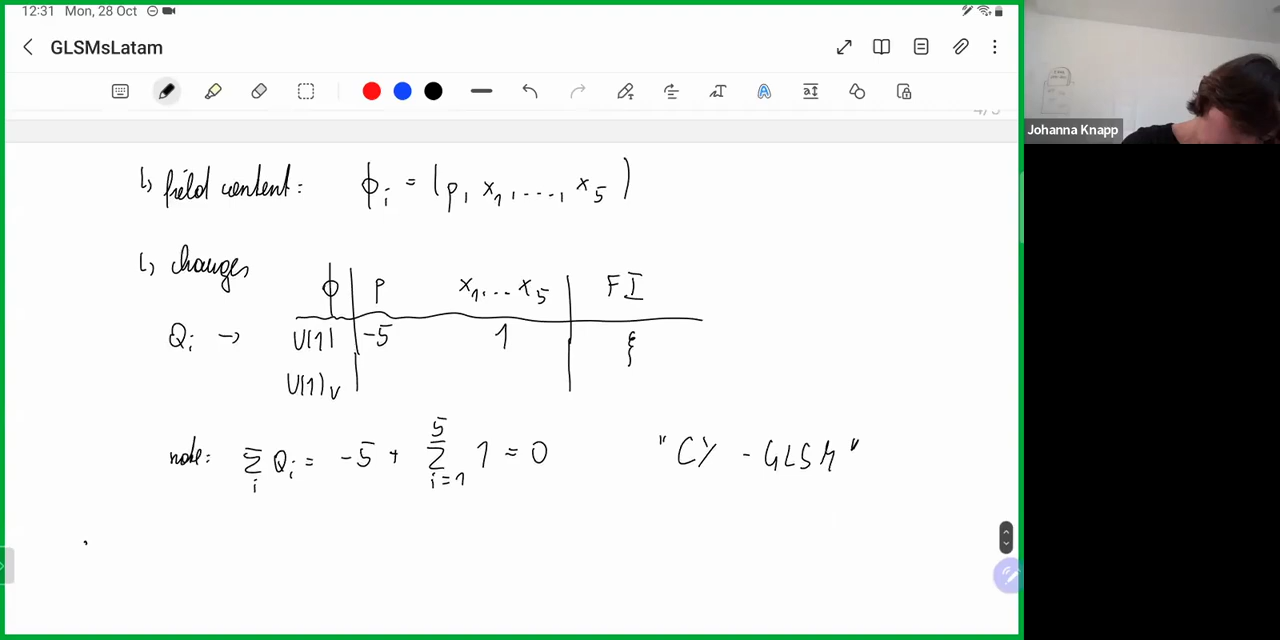 12:31 Mon, 28 Oct
GLSMsLatam
Johanna Knapp
↳ field content: ϕ_i = (p, x_1, ..., x_5)
↳ charges
ϕ | p | x_1, ... x_5 | FI
Q_i → U(1) | -5 | 1 | ξ
U(1)_V
note: Σ_i Q_i = -5 + Σ_{i=1}^{5} 1 = 0 "CY - GLSM"